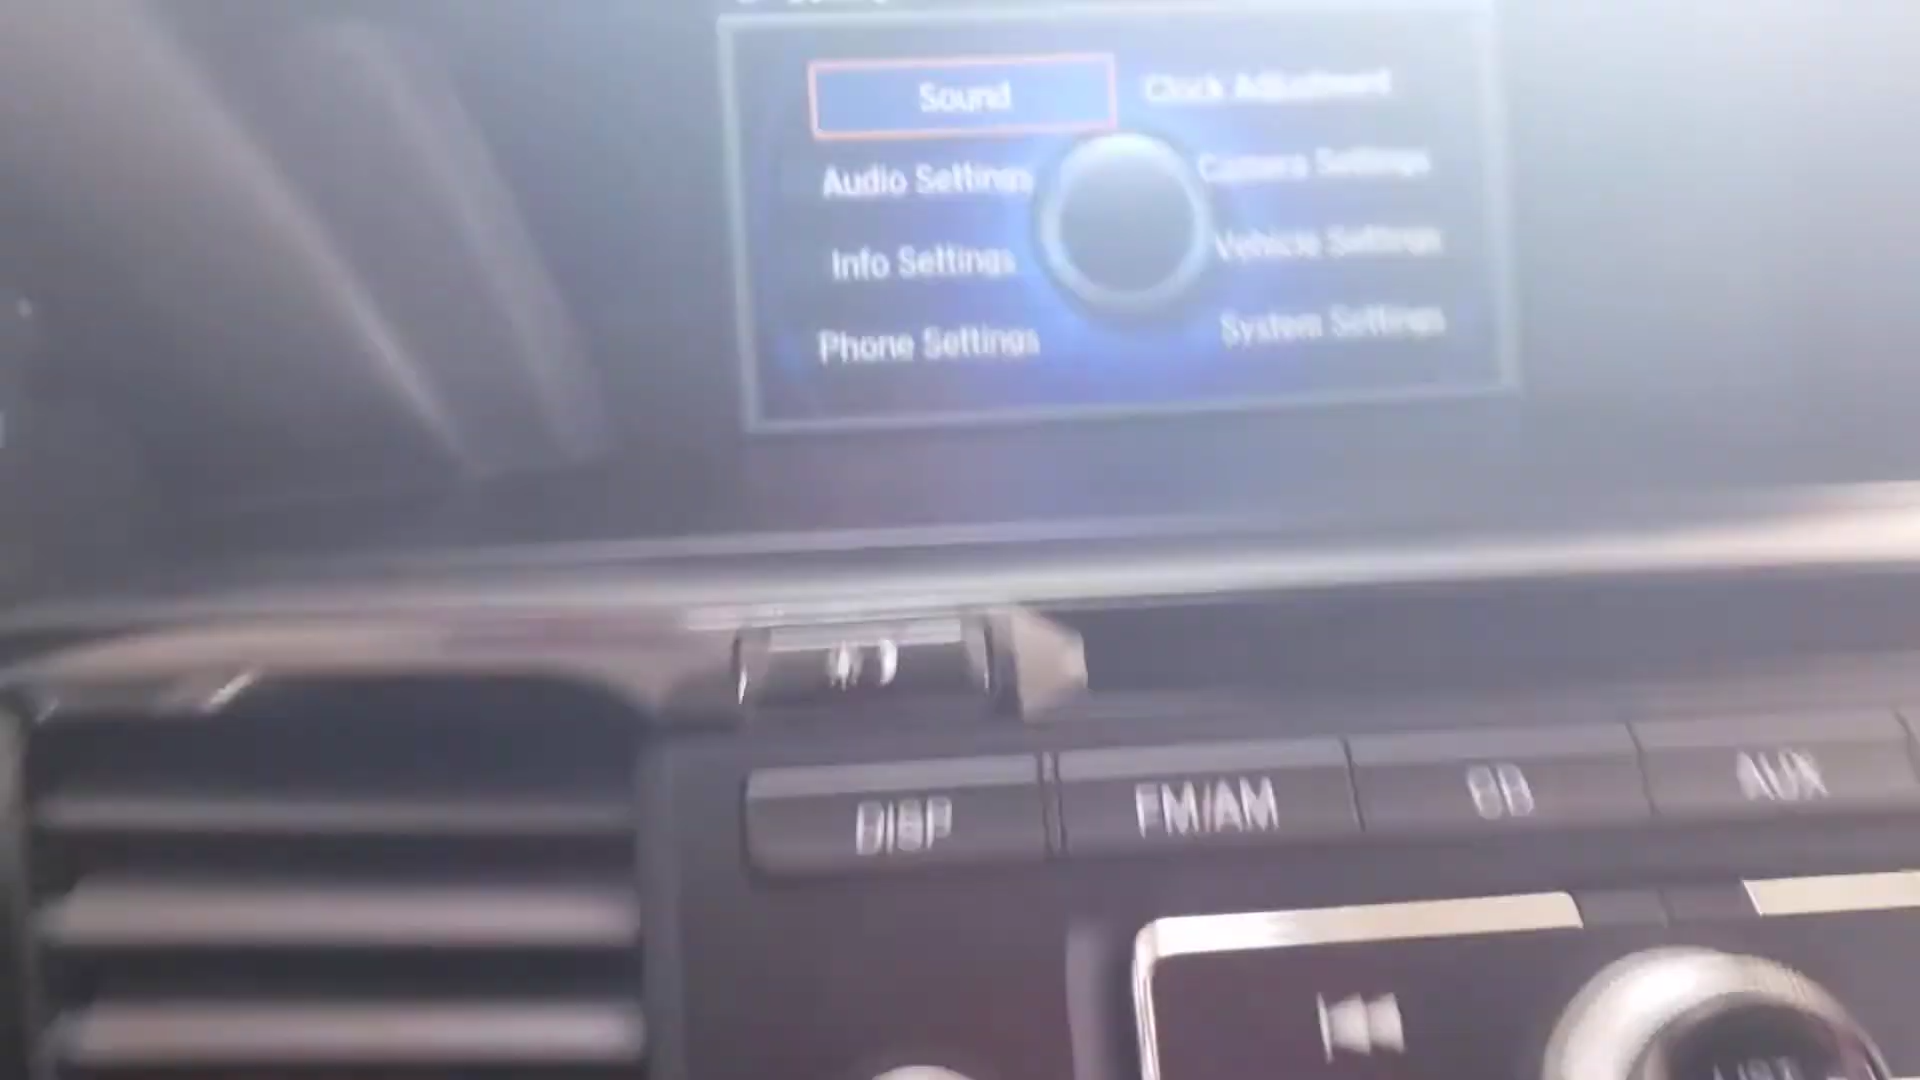 Sound
Clock Adjustment
Audio Settings
Camera Settings
Info Settings
Vehicle Settings
Phone Settings
System Settings
DISP
FM/AM
AUX